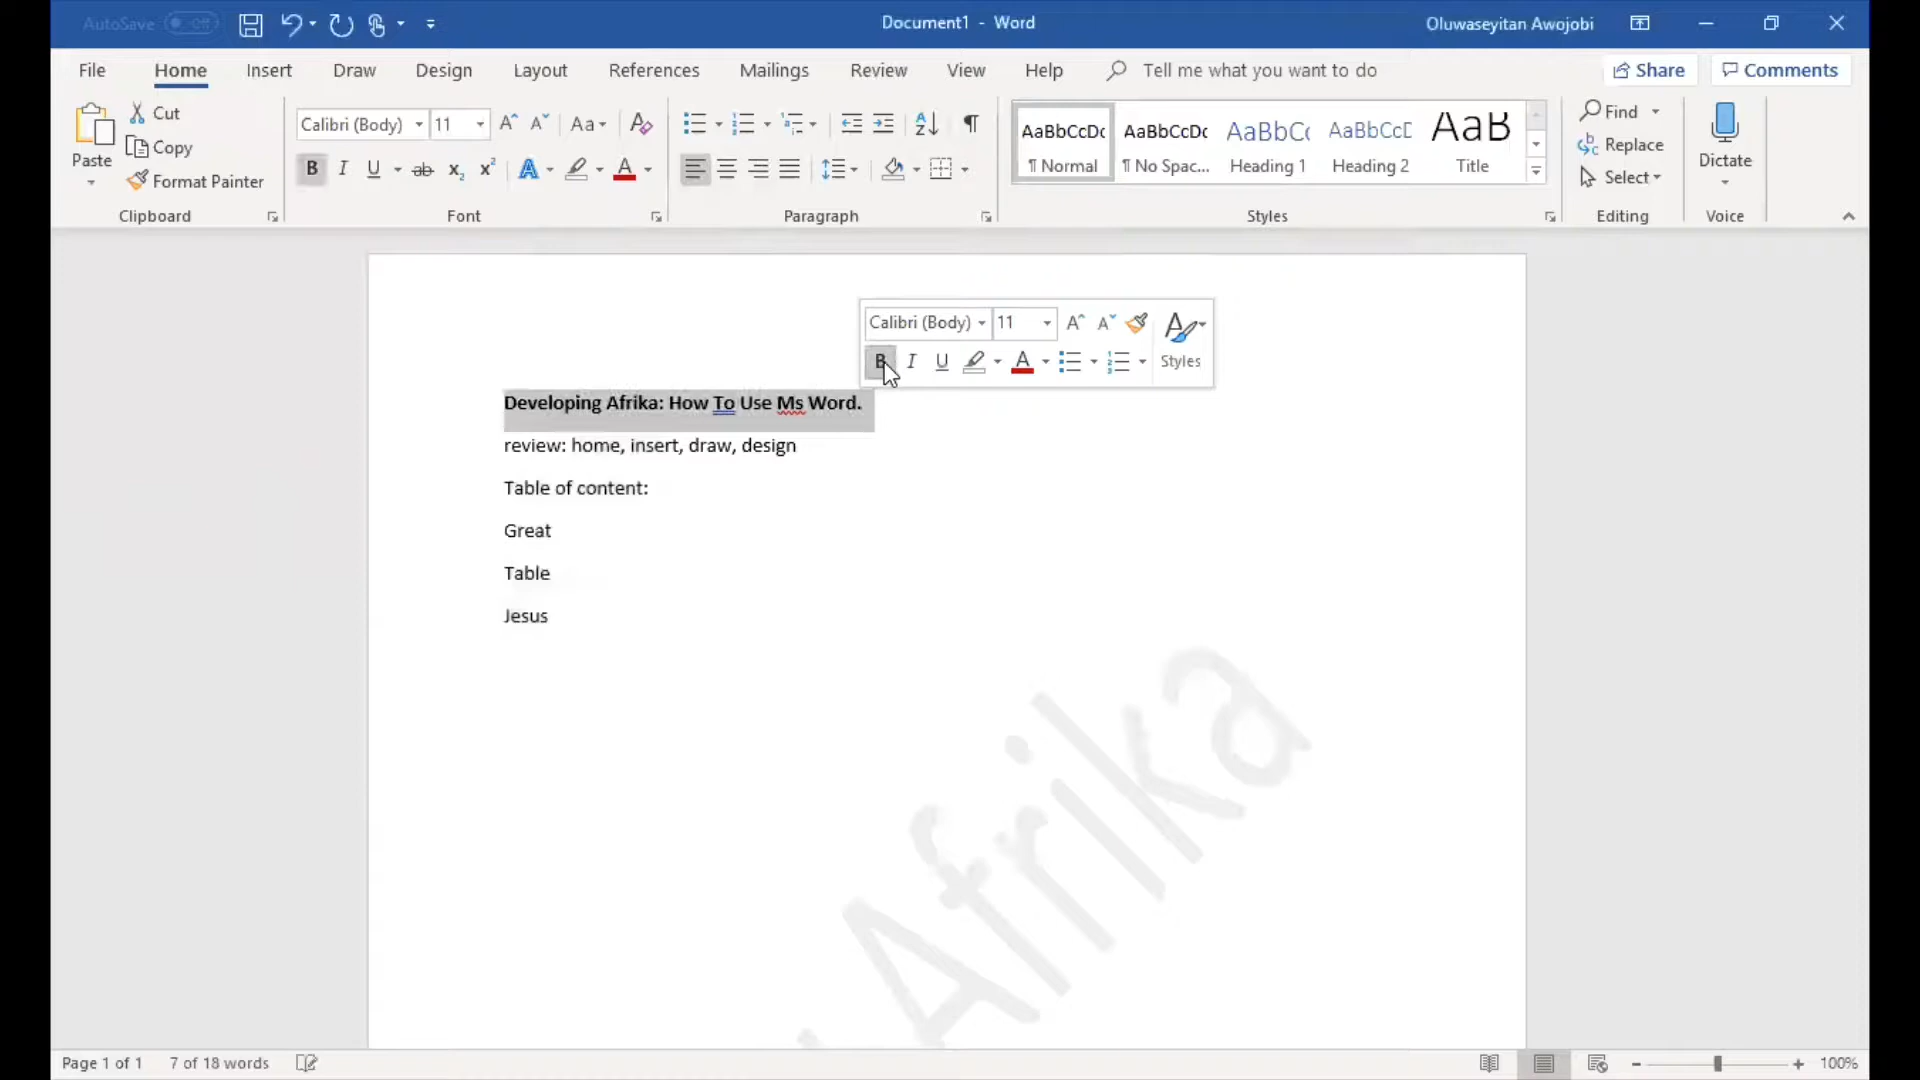 AutoSave Off Document1 - Word Oluwaseyitan Awojobi
File Home Insert Draw Design Layout References Mailings Review View Help Tell me what you want to do Share Comments
Paste
Cut
Copy
Format Painter
Clipboard
Calibri (Body) 11 Aa
B I U ab x₂ x² A A
Font
Paragraph
AaBbCcDc AaBbCcDc AaBbCc AaBbCcD AaB
¶ Normal ¶ No Spac... Heading 1 Heading 2 Title
Styles
Find
Replace
Select
Editing
Dictate
Voice
Calibri (Body) 11
B I U A Styles
Developing Afrika: How To Use Ms Word.
review: home, insert, draw, design
Table of content:
Great
Table
Jesus
Afrika
Page 1 of 1 7 of 18 words 100%